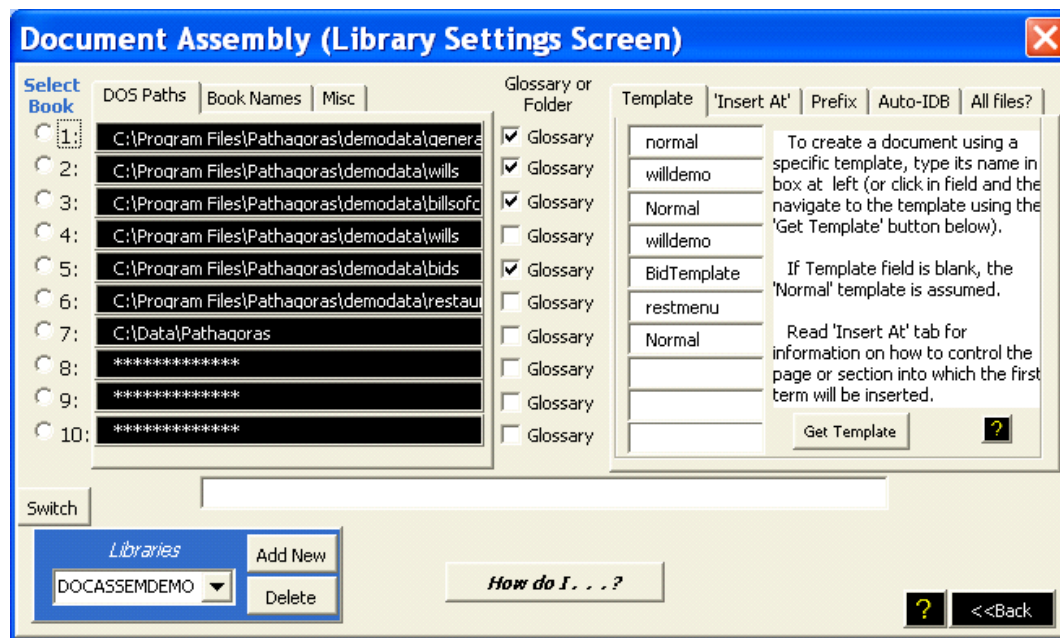 Document Assembly (Library Settings Screen)
Select
Book
DOS Paths
Book Names
Misc
Glossary or
Folder
Template
'Insert At'
Prefix
Auto-IDB
All files?
1: C:\Program Files\Pathagoras\demodata\genera
Glossary
normal
2: C:\Program Files\Pathagoras\demodata\wills
Glossary
willdemo
3: C:\Program Files\Pathagoras\demodata\billsofc
Glossary
Normal
4: C:\Program Files\Pathagoras\demodata\wills
Glossary
willdemo
5: C:\Program Files\Pathagoras\demodata\bids
Glossary
BidTemplate
6: C:\Program Files\Pathagoras\demodata\restau
Glossary
restmenu
7: C:\Data\Pathagoras
Glossary
Normal
8: *************
Glossary
9: *************
Glossary
10: *************
Glossary
To create a document using a
specific template, type its name in
box at left (or click in field and the
navigate to the template using the
'Get Template' button below).
If Template field is blank, the
'Normal' template is assumed.
Read 'Insert At' tab for
information on how to control the
page or section into which the first
term will be inserted.
Get Template
?
Switch
Libraries
DOCASSEMDEMO
Add New
Delete
How do I. . . ?
?
<<Back